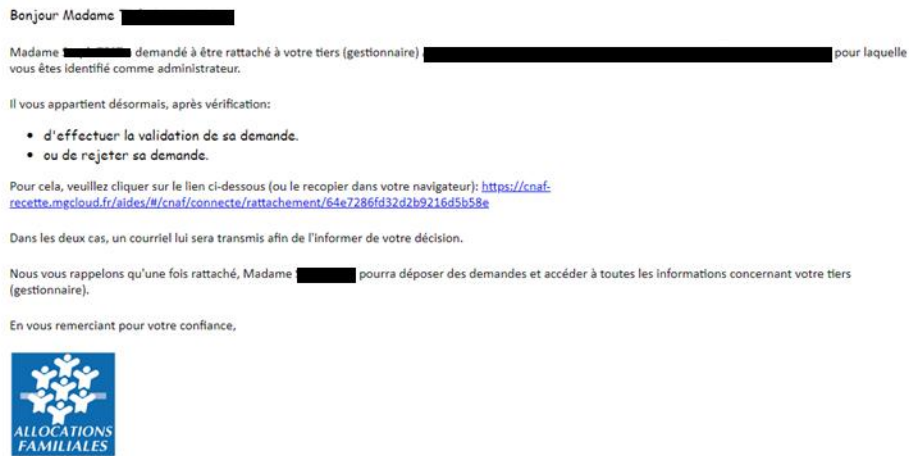 Bonjour Madame
Madame demandé à être rattaché à votre tiers (gestionnaire) pour laquelle
vous êtes identifié comme administrateur.
Il vous appartient désormais, après vérification:
• d'effectuer la validation de sa demande.
• ou de rejeter sa demande.
Pour cela, veuillez cliquer sur le lien ci-dessous (ou le recopier dans votre navigateur): https://cnaf-
recette.mgcloud.fr/aides/#/cnaf/connecte/rattachement/64e7286fd32d2b9216d5b58e
Dans les deux cas, un courriel lui sera transmis afin de l'informer de votre décision.
Nous vous rappelons qu'une fois rattaché, Madame pourra déposer des demandes et accéder à toutes les informations concernant votre tiers
(gestionnaire).
En vous remerciant pour votre confiance,
ALLOCATIONS
FAMILIALES